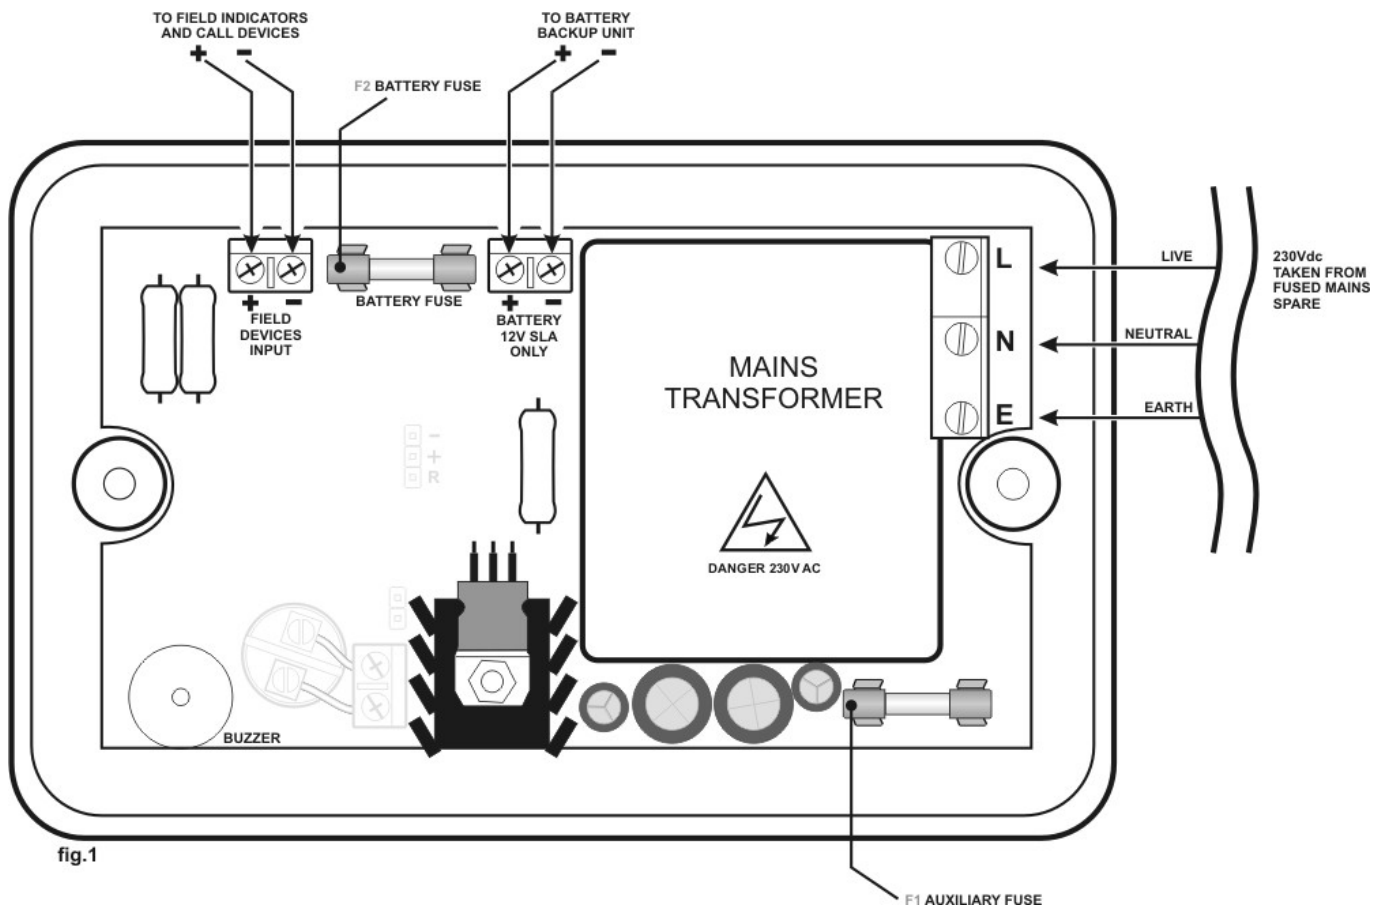 TO FIELD INDICATORS
AND CALL DEVICES
+ −
TO BATTERY
BACKUP UNIT
+ −
F2 BATTERY FUSE
+ −
FIELD
DEVICES
INPUT
BATTERY FUSE
+ −
BATTERY
12V SLA
ONLY
L
N
E
LIVE
NEUTRAL
EARTH
230Vdc
TAKEN FROM
FUSED MAINS
SPARE
MAINS
TRANSFORMER
DANGER 230V AC
−
+
R
BUZZER
fig.1
F1 AUXILIARY FUSE